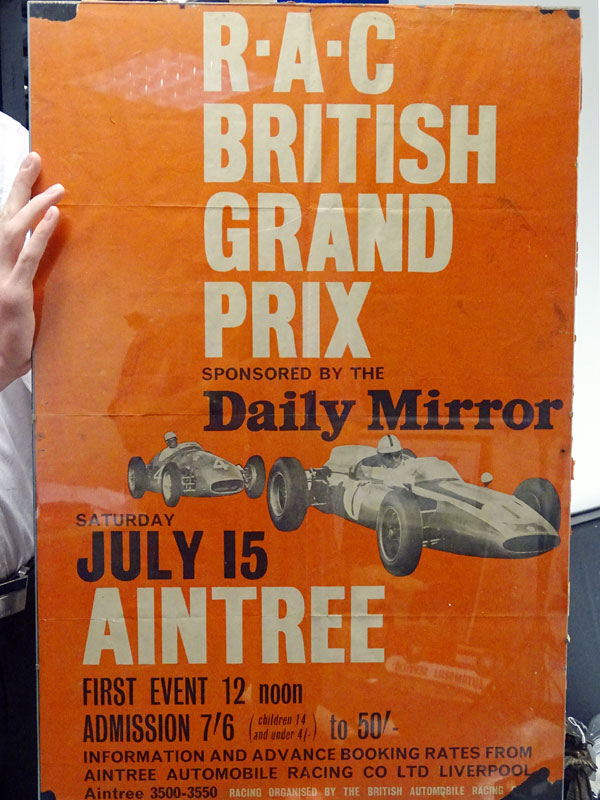 R·A·C
BRITISH
GRAND
PRIX
SPONSORED BY THE
Daily Mirror
SATURDAY
JULY 15
AINTREE
FIRST EVENT 12 noon
ADMISSION 7/6 (children 14 and under 4/-) to 50/-
INFORMATION AND ADVANCE BOOKING RATES FROM
AINTREE AUTOMOBILE RACING CO LTD LIVERPOOL
Aintree 3500-3550 RACING ORGANISED BY THE BRITISH AUTOMOBILE RACING